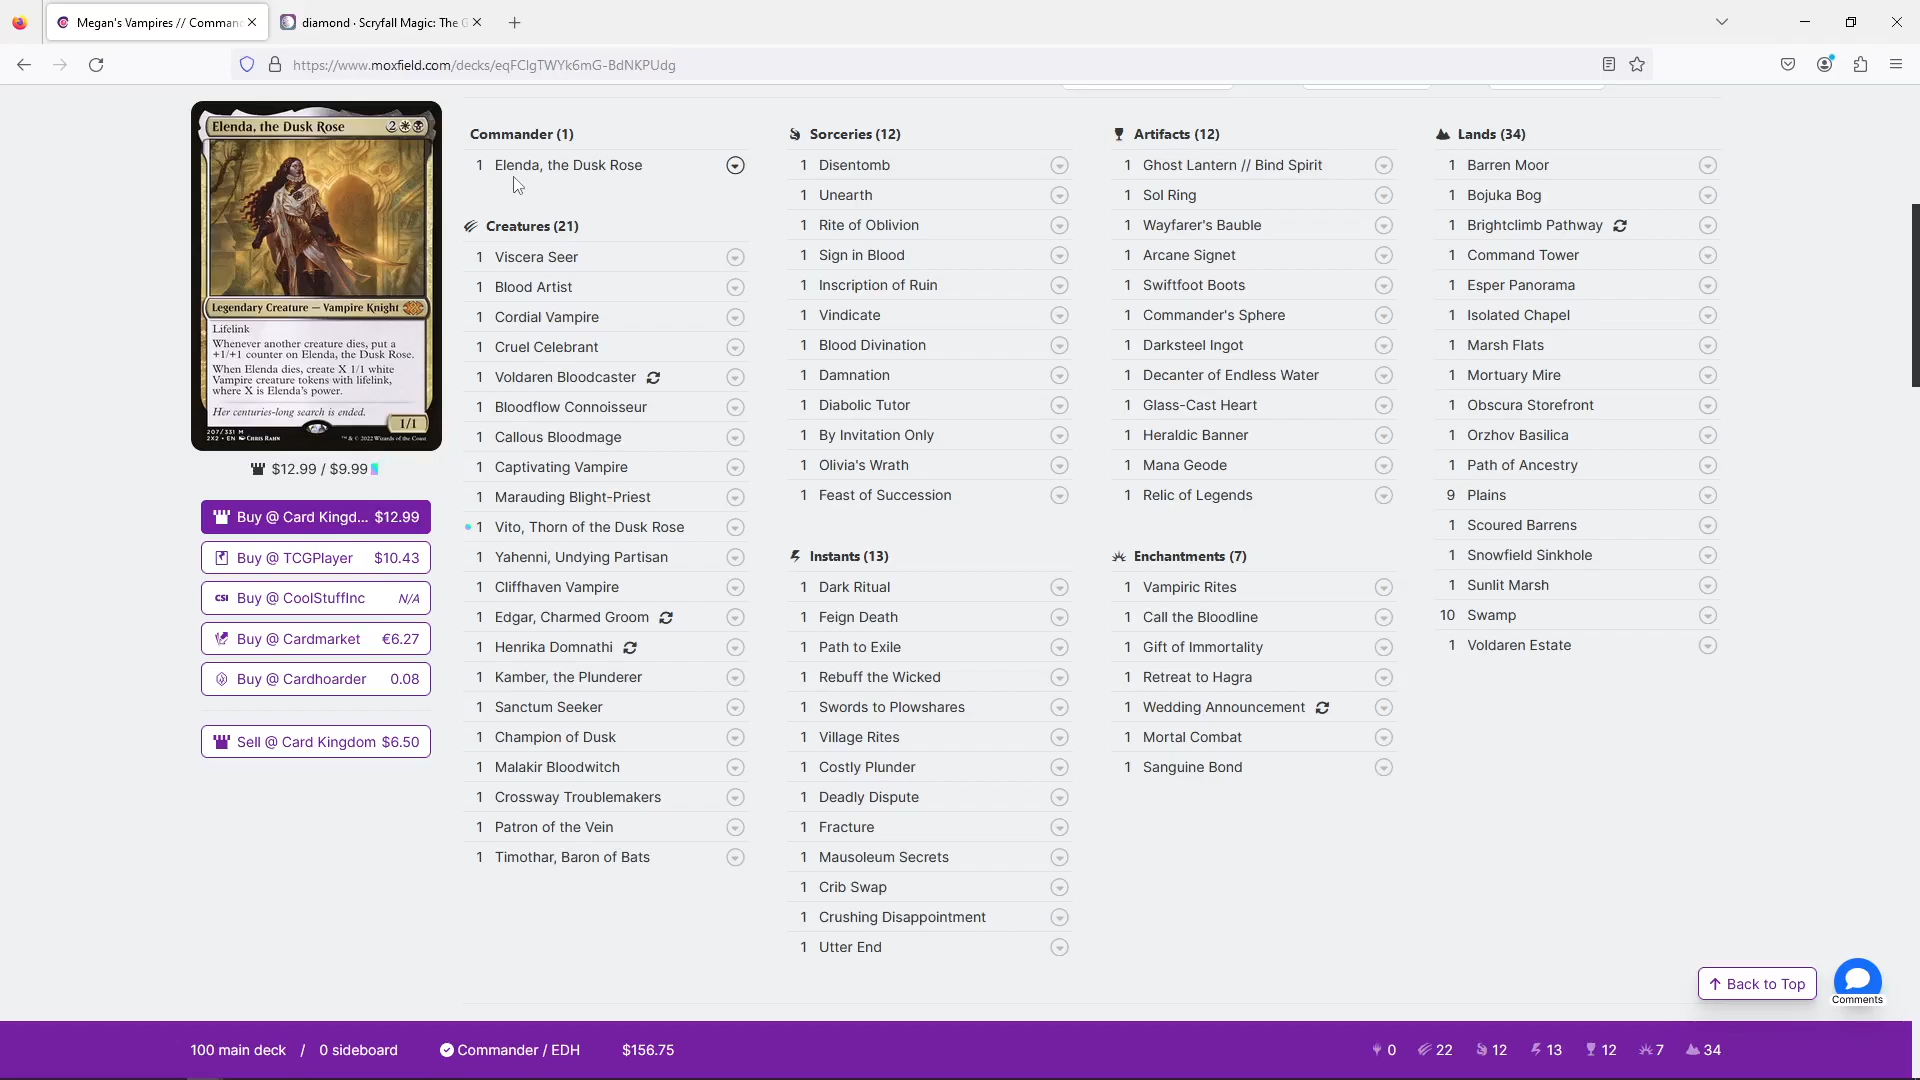 Megan's Vampires // Comman
diamond · Scryfall Magic: The G
https://www.moxfield.com/decks/eqFClgTWYk6mG-BdNKPUdg
Elenda, the Dusk Rose
2
Legendary Creature — Vampire Knight
Lifelink
Whenever another creature dies, put a
+1/+1 counter on Elenda, the Dusk Rose.
When Elenda dies, create X 1/1 white
Vampire creature tokens with lifelink,
where X is Elenda's power.
Her centuries-long search is ended.
1/1
207/331 M
2X2 • EN Chris Rahn
™ & © 2022 Wizards of the Coast
$12.99 / $9.99
Buy @ Card Kingd... $12.99
Buy @ TCGPlayer $10.43
CSI Buy @ CoolStuffInc N/A
Buy @ Cardmarket €6.27
Buy @ Cardhoarder 0.08
Sell @ Card Kingdom $6.50
Commander (1)
1 Elenda, the Dusk Rose
Creatures (21)
1 Viscera Seer
1 Blood Artist
1 Cordial Vampire
1 Cruel Celebrant
1 Voldaren Bloodcaster
1 Bloodflow Connoisseur
1 Callous Bloodmage
1 Captivating Vampire
1 Marauding Blight-Priest
1 Vito, Thorn of the Dusk Rose
1 Yahenni, Undying Partisan
1 Cliffhaven Vampire
1 Edgar, Charmed Groom
1 Henrika Domnathi
1 Kamber, the Plunderer
1 Sanctum Seeker
1 Champion of Dusk
1 Malakir Bloodwitch
1 Crossway Troublemakers
1 Patron of the Vein
1 Timothar, Baron of Bats
Sorceries (12)
1 Disentomb
1 Unearth
1 Rite of Oblivion
1 Sign in Blood
1 Inscription of Ruin
1 Vindicate
1 Blood Divination
1 Damnation
1 Diabolic Tutor
1 By Invitation Only
1 Olivia's Wrath
1 Feast of Succession
Instants (13)
1 Dark Ritual
1 Feign Death
1 Path to Exile
1 Rebuff the Wicked
1 Swords to Plowshares
1 Village Rites
1 Costly Plunder
1 Deadly Dispute
1 Fracture
1 Mausoleum Secrets
1 Crib Swap
1 Crushing Disappointment
1 Utter End
Artifacts (12)
1 Ghost Lantern // Bind Spirit
1 Sol Ring
1 Wayfarer's Bauble
1 Arcane Signet
1 Swiftfoot Boots
1 Commander's Sphere
1 Darksteel Ingot
1 Decanter of Endless Water
1 Glass-Cast Heart
1 Heraldic Banner
1 Mana Geode
1 Relic of Legends
Enchantments (7)
1 Vampiric Rites
1 Call the Bloodline
1 Gift of Immortality
1 Retreat to Hagra
1 Wedding Announcement
1 Mortal Combat
1 Sanguine Bond
Lands (34)
1 Barren Moor
1 Bojuka Bog
1 Brightclimb Pathway
1 Command Tower
1 Esper Panorama
1 Isolated Chapel
1 Marsh Flats
1 Mortuary Mire
1 Obscura Storefront
1 Orzhov Basilica
1 Path of Ancestry
9 Plains
1 Scoured Barrens
1 Snowfield Sinkhole
1 Sunlit Marsh
10 Swamp
1 Voldaren Estate
Back to Top
Comments
100 main deck / 0 sideboard
Commander / EDH
$156.75
0 22 12 13 12 7 34